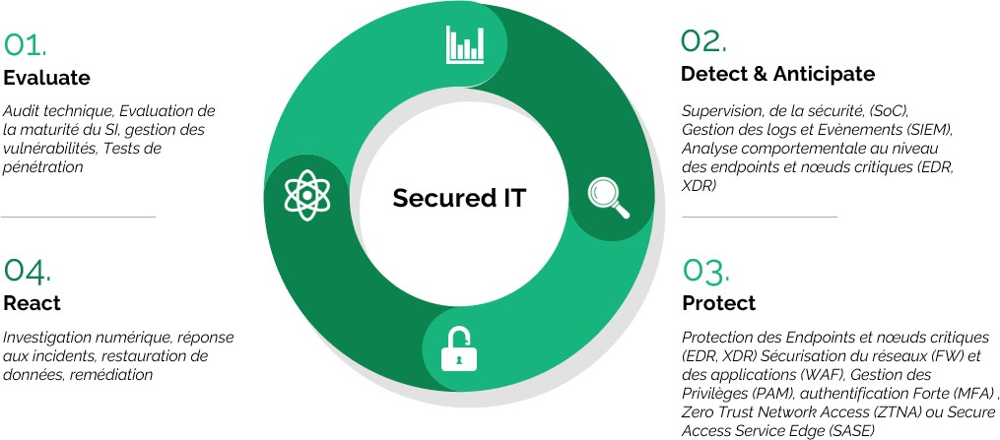 01.
Evaluate
Audit technique, Evaluation de
la maturité du SI, gestion des
vulnérabilités, Tests de
pénétration
02.
Detect & Anticipate
Supervision, de la sécurité, (SoC),
Gestion des logs et Evènements (SIEM),
Analyse comportementale au niveau
des endpoints et nœuds critiques (EDR,
XDR)
Secured IT
04.
React
Investigation numérique, réponse
aux incidents, restauration de
données, remédiation
03.
Protect
Protection des Endpoints et nœuds critiques
(EDR, XDR) Sécurisation du réseaux (FW) et
des applications (WAF), Gestion des
Privilèges (PAM), authentification Forte (MFA) ,
Zero Trust Network Access (ZTNA) ou Secure
Access Service Edge (SASE)